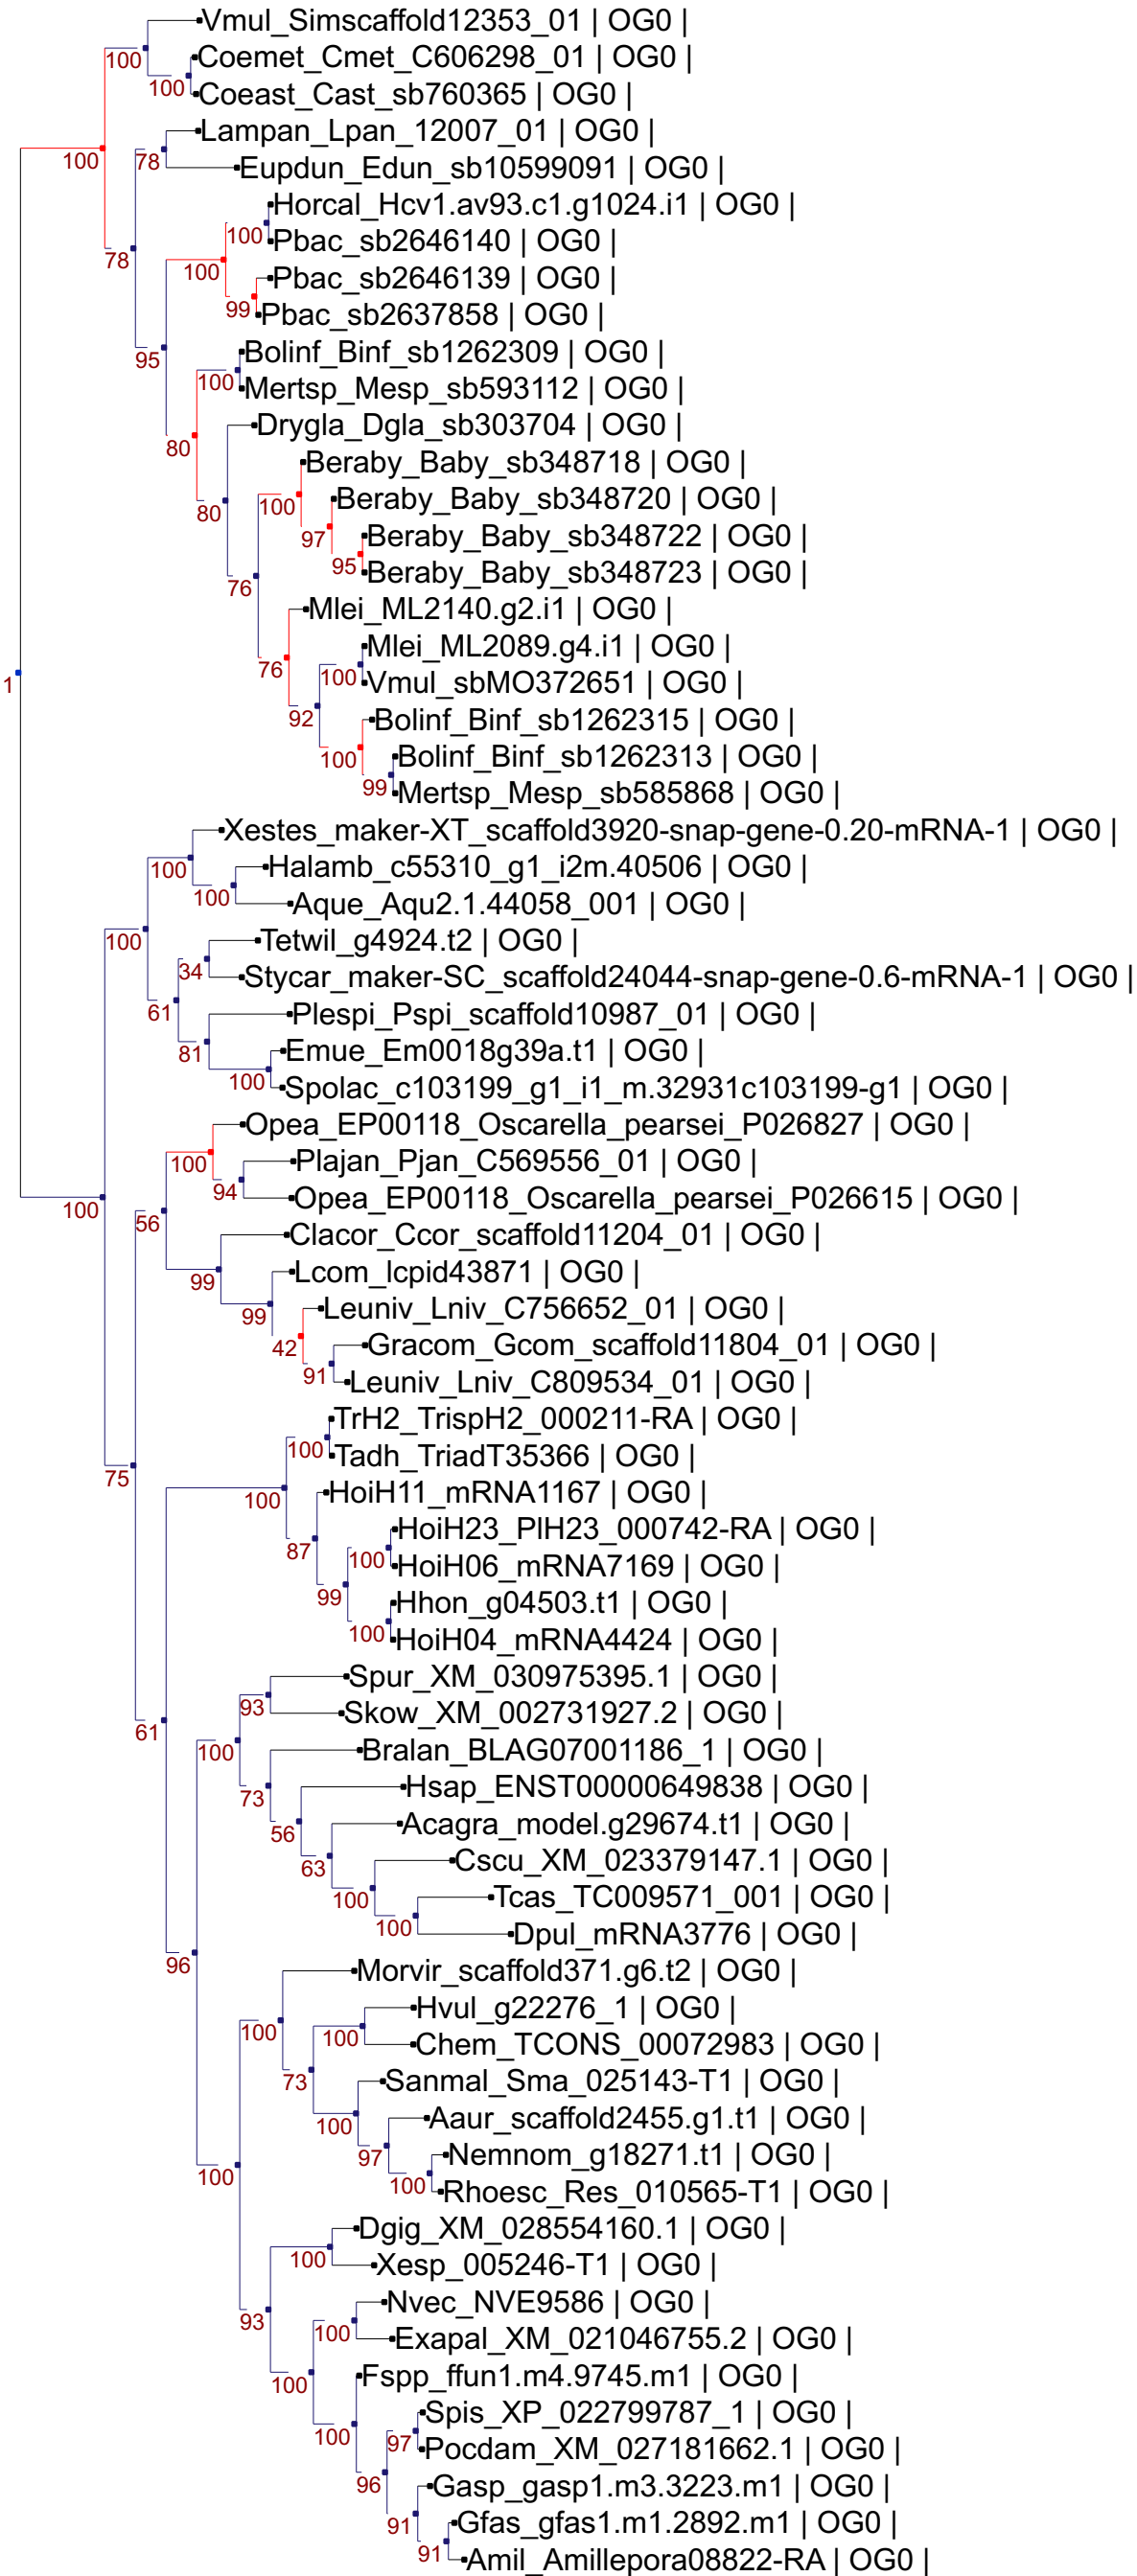 Vmul_Simscaffold12353_01 | OG0 |
100
Coemet_Cmet_C606298_01 | OG0 |
100
Coeast_Cast_sb760365 | OG0 |
Lampan_Lpan_12007_01 | OG0 |
100
78
Eupdun_Edun_sb10599091 | OG0 |
Horcal_Hcv1.av93.c1.g1024.i1 | OG0 |
100
Pbac_sb2646140 | OG0 |
78
100
Pbac_sb2646139 | OG0 |
99
Pbac_sb2637858 | OG0 |
95
Bolinf_Binf_sb1262309 | OG0 |
100
Mertsp_Mesp_sb593112 | OG0 |
80
Drygla_Dgla_sb303704 | OG0 |
Beraby_Baby_sb348718 | OG0 |
100
Beraby_Baby_sb348720 | OG0 |
80
97
Beraby_Baby_sb348722 | OG0 |
95
Beraby_Baby_sb348723 | OG0 |
76
Mlei_ML2140.g2.i1 | OG0 |
Mlei_ML2089.g4.i1 | OG0 |
76
100
Vmul_sbMO372651 | OG0 |
1
92
Bolinf_Binf_sb1262315 | OG0 |
100
Bolinf_Binf_sb1262313 | OG0 |
99
Mertsp_Mesp_sb585868 | OG0 |
Xestes_maker-XT_scaffold3920-snap-gene-0.20-mRNA-1 | OG0 |
100
Halamb_c55310_g1_i2m.40506 | OG0 |
100
Aque_Aqu2.1.44058_001 | OG0 |
100
Tetwil_g4924.t2 | OG0 |
34
Stycar_maker-SC_scaffold24044-snap-gene-0.6-mRNA-1 | OG0 |
61
Plespi_Pspi_scaffold10987_01 | OG0 |
81
Emue_Em0018g39a.t1 | OG0 |
100
Spolac_c103199_g1_i1_m.32931c103199-g1 | OG0 |
Opea_EP00118_Oscarella_pearsei_P026827 | OG0 |
100
Plajan_Pjan_C569556_01 | OG0 |
94
Opea_EP00118_Oscarella_pearsei_P026615 | OG0 |
100
56
Clacor_Ccor_scaffold11204_01 | OG0 |
99
Lcom_lcpid43871 | OG0 |
99
Leuniv_Lniv_C756652_01 | OG0 |
42
Gracom_Gcom_scaffold11804_01 | OG0 |
91
Leuniv_Lniv_C809534_01 | OG0 |
TrH2_TrispH2_000211-RA | OG0 |
100
Tadh_TriadT35366 | OG0 |
75
100
HoiH11_mRNA1167 | OG0 |
HoiH23_PlH23_000742-RA | OG0 |
87
100
HoiH06_mRNA7169 | OG0 |
99
Hhon_g04503.t1 | OG0 |
100
HoiH04_mRNA4424 | OG0 |
Spur_XM_030975395.1 | OG0 |
93
Skow_XM_002731927.2 | OG0 |
61
100
Bralan_BLAG07001186_1 | OG0 |
73
Hsap_ENST00000649838 | OG0 |
56
Acagra_model.g29674.t1 | OG0 |
63
Cscu_XM_023379147.1 | OG0 |
100
Tcas_TC009571_001 | OG0 |
100
Dpul_mRNA3776 | OG0 |
96
Morvir_scaffold371.g6.t2 | OG0 |
Hvul_g22276_1 | OG0 |
100
100
Chem_TCONS_00072983 | OG0 |
73
Sanmal_Sma_025143-T1 | OG0 |
100
Aaur_scaffold2455.g1.t1 | OG0 |
97
Nemnom_g18271.t1 | OG0 |
100
100
Rhoesc_Res_010565-T1 | OG0 |
Dgig_XM_028554160.1 | OG0 |
100
Xesp_005246-T1 | OG0 |
93
Nvec_NVE9586 | OG0 |
100
Exapal_XM_021046755.2 | OG0 |
100
Fspp_ffun1.m4.9745.m1 | OG0 |
Spis_XP_022799787_1 | OG0 |
100
97
Pocdam_XM_027181662.1 | OG0 |
96
Gasp_gasp1.m3.3223.m1 | OG0 |
91
Gfas_gfas1.m1.2892.m1 | OG0 |
91
Amil_Amillepora08822-RA | OG0 |